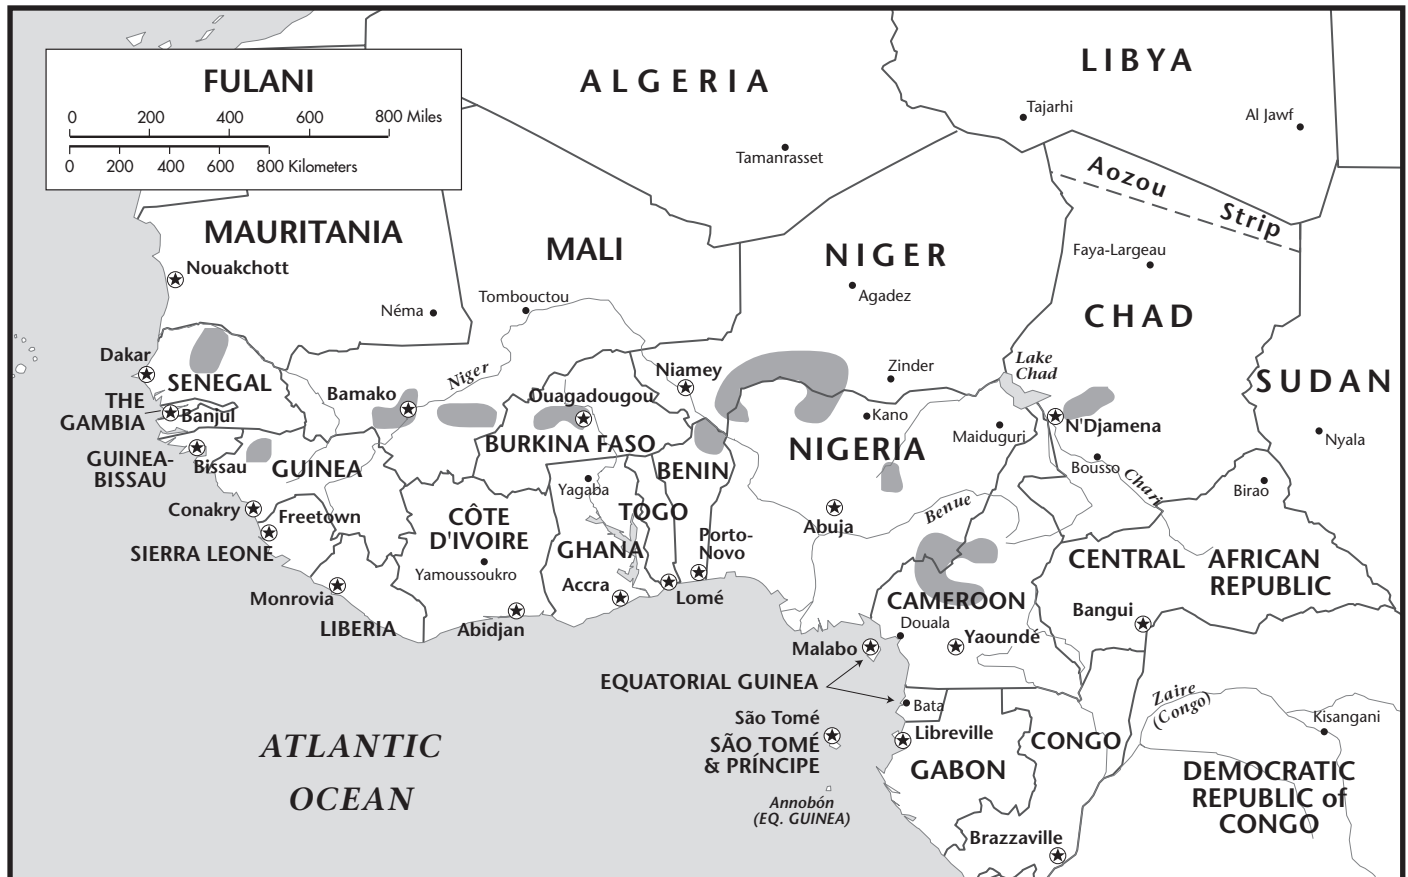 FULANI
0 200 400 600 800 Miles
0 200 400 600 800 Kilometers
ALGERIA
LIBYA
Tajarhi
Al Jawf
Tamanrasset
Aozou
Strip
MAURITANIA
MALI
NIGER
Faya-Largeau
Nouakchott
Agadez
Néma
Tombouctou
CHAD
Dakar
Niger
Niamey
Zinder
Lake
Chad
SENEGAL
SUDAN
THE
GAMBIA
Banjul
Bamako
Ouagadougou
Kano
N'Djamena
Maiduguri
Nyala
BURKINA FASO
NIGERIA
GUINEA-
BISSAU
Bissau
GUINEA
BENIN
Bousso
Chari
Birao
Yagaba
Conakry
Freetown
CÔTE
D'IVOIRE
TOGO
Abuja
Benue
SIERRA LEONE
GHANA
Porto-
Novo
CENTRAL AFRICAN
REPUBLIC
Yamoussoukro
Accra
Lomé
Monrovia
LIBERIA
Abidjan
CAMEROON
Bangui
Douala
Yaoundé
Malabo
EQUATORIAL GUINEA
Bata
Zaire
(Congo)
Kisangani
São Tomé
SÃO TOMÉ
& PRÍNCIPE
Libreville
CONGO
ATLANTIC
OCEAN
GABON
DEMOCRATIC
REPUBLIC of
CONGO
Annobón
(EQ. GUINEA)
Brazzaville